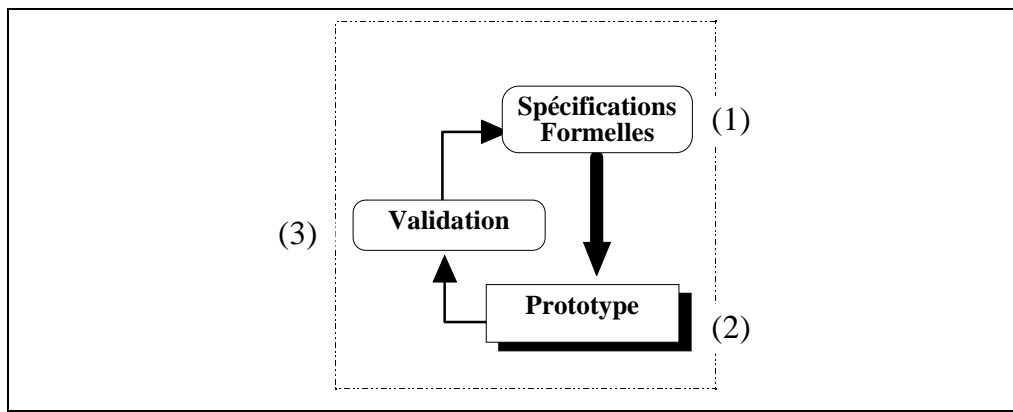 Spécifications
Formelles
(1)
Validation
(3)
Prototype
(2)